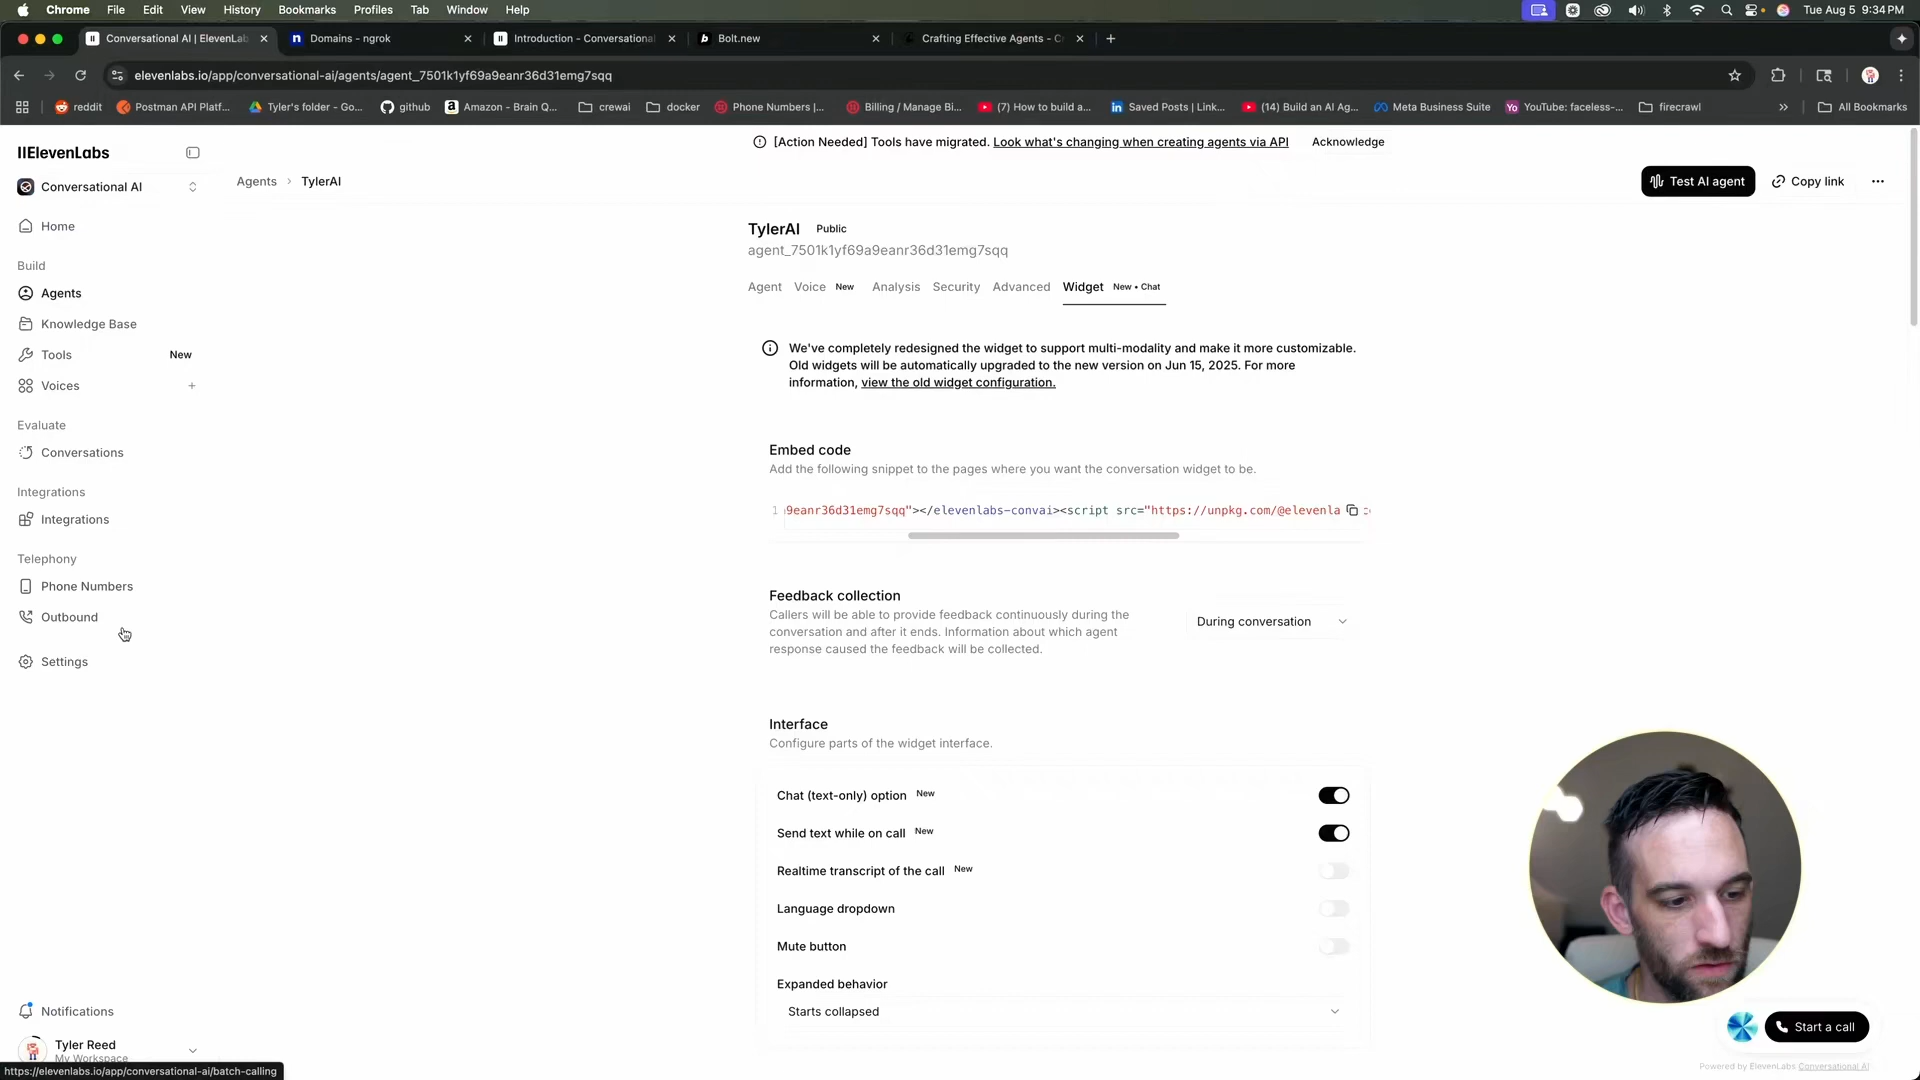 Chrome File Edit View History Bookmarks Profiles Tab Window Help Tue Aug 5 9:34 PM
Conversational AI | ElevenLab Domains - ngrok Introduction - Conversational Bolt.new Crafting Effective Agents - C
elevenlabs.io/app/conversational-ai/agents/agent_7501k1yf69a9eanr36d31emg7sqq
reddit Postman API Platf... Tyler's folder - Go... github Amazon - Brain Q... crewai docker Phone Numbers |... Billing / Manage Bi... (7) How to build a... Saved Posts | Link... (14) Build an AI Ag... Meta Business Suite YouTube: faceless-... firecrawl » All Bookmarks
IIElevenLabs
[Action Needed] Tools have migrated. Look what's changing when creating agents via API Acknowledge
Conversational AI
Agents › TylerAI
Test AI agent Copy link
Home
Build
Agents
Knowledge Base
Tools New
Voices +
Evaluate
Conversations
Integrations
Integrations
Telephony
Phone Numbers
Outbound
Settings
Notifications
Tyler Reed
My Workspace
https://elevenlabs.io/app/conversational-ai/batch-calling
TylerAI Public
agent_7501k1yf69a9eanr36d31emg7sqq
Agent Voice New Analysis Security Advanced Widget New • Chat
We've completely redesigned the widget to support multi-modality and make it more customizable.
Old widgets will be automatically upgraded to the new version on Jun 15, 2025. For more
information, view the old widget configuration.
Embed code
Add the following snippet to the pages where you want the conversation widget to be.
1 9eanr36d31emg7sqq"></elevenlabs-convai><script src="https://unpkg.com/@elevenla
Feedback collection
Callers will be able to provide feedback continuously during the
conversation and after it ends. Information about which agent
response caused the feedback will be collected.
During conversation
Interface
Configure parts of the widget interface.
Chat (text-only) option New
Send text while on call New
Realtime transcript of the call New
Language dropdown
Mute button
Expanded behavior
Starts collapsed
Start a call
Powered by ElevenLabs Conversational AI